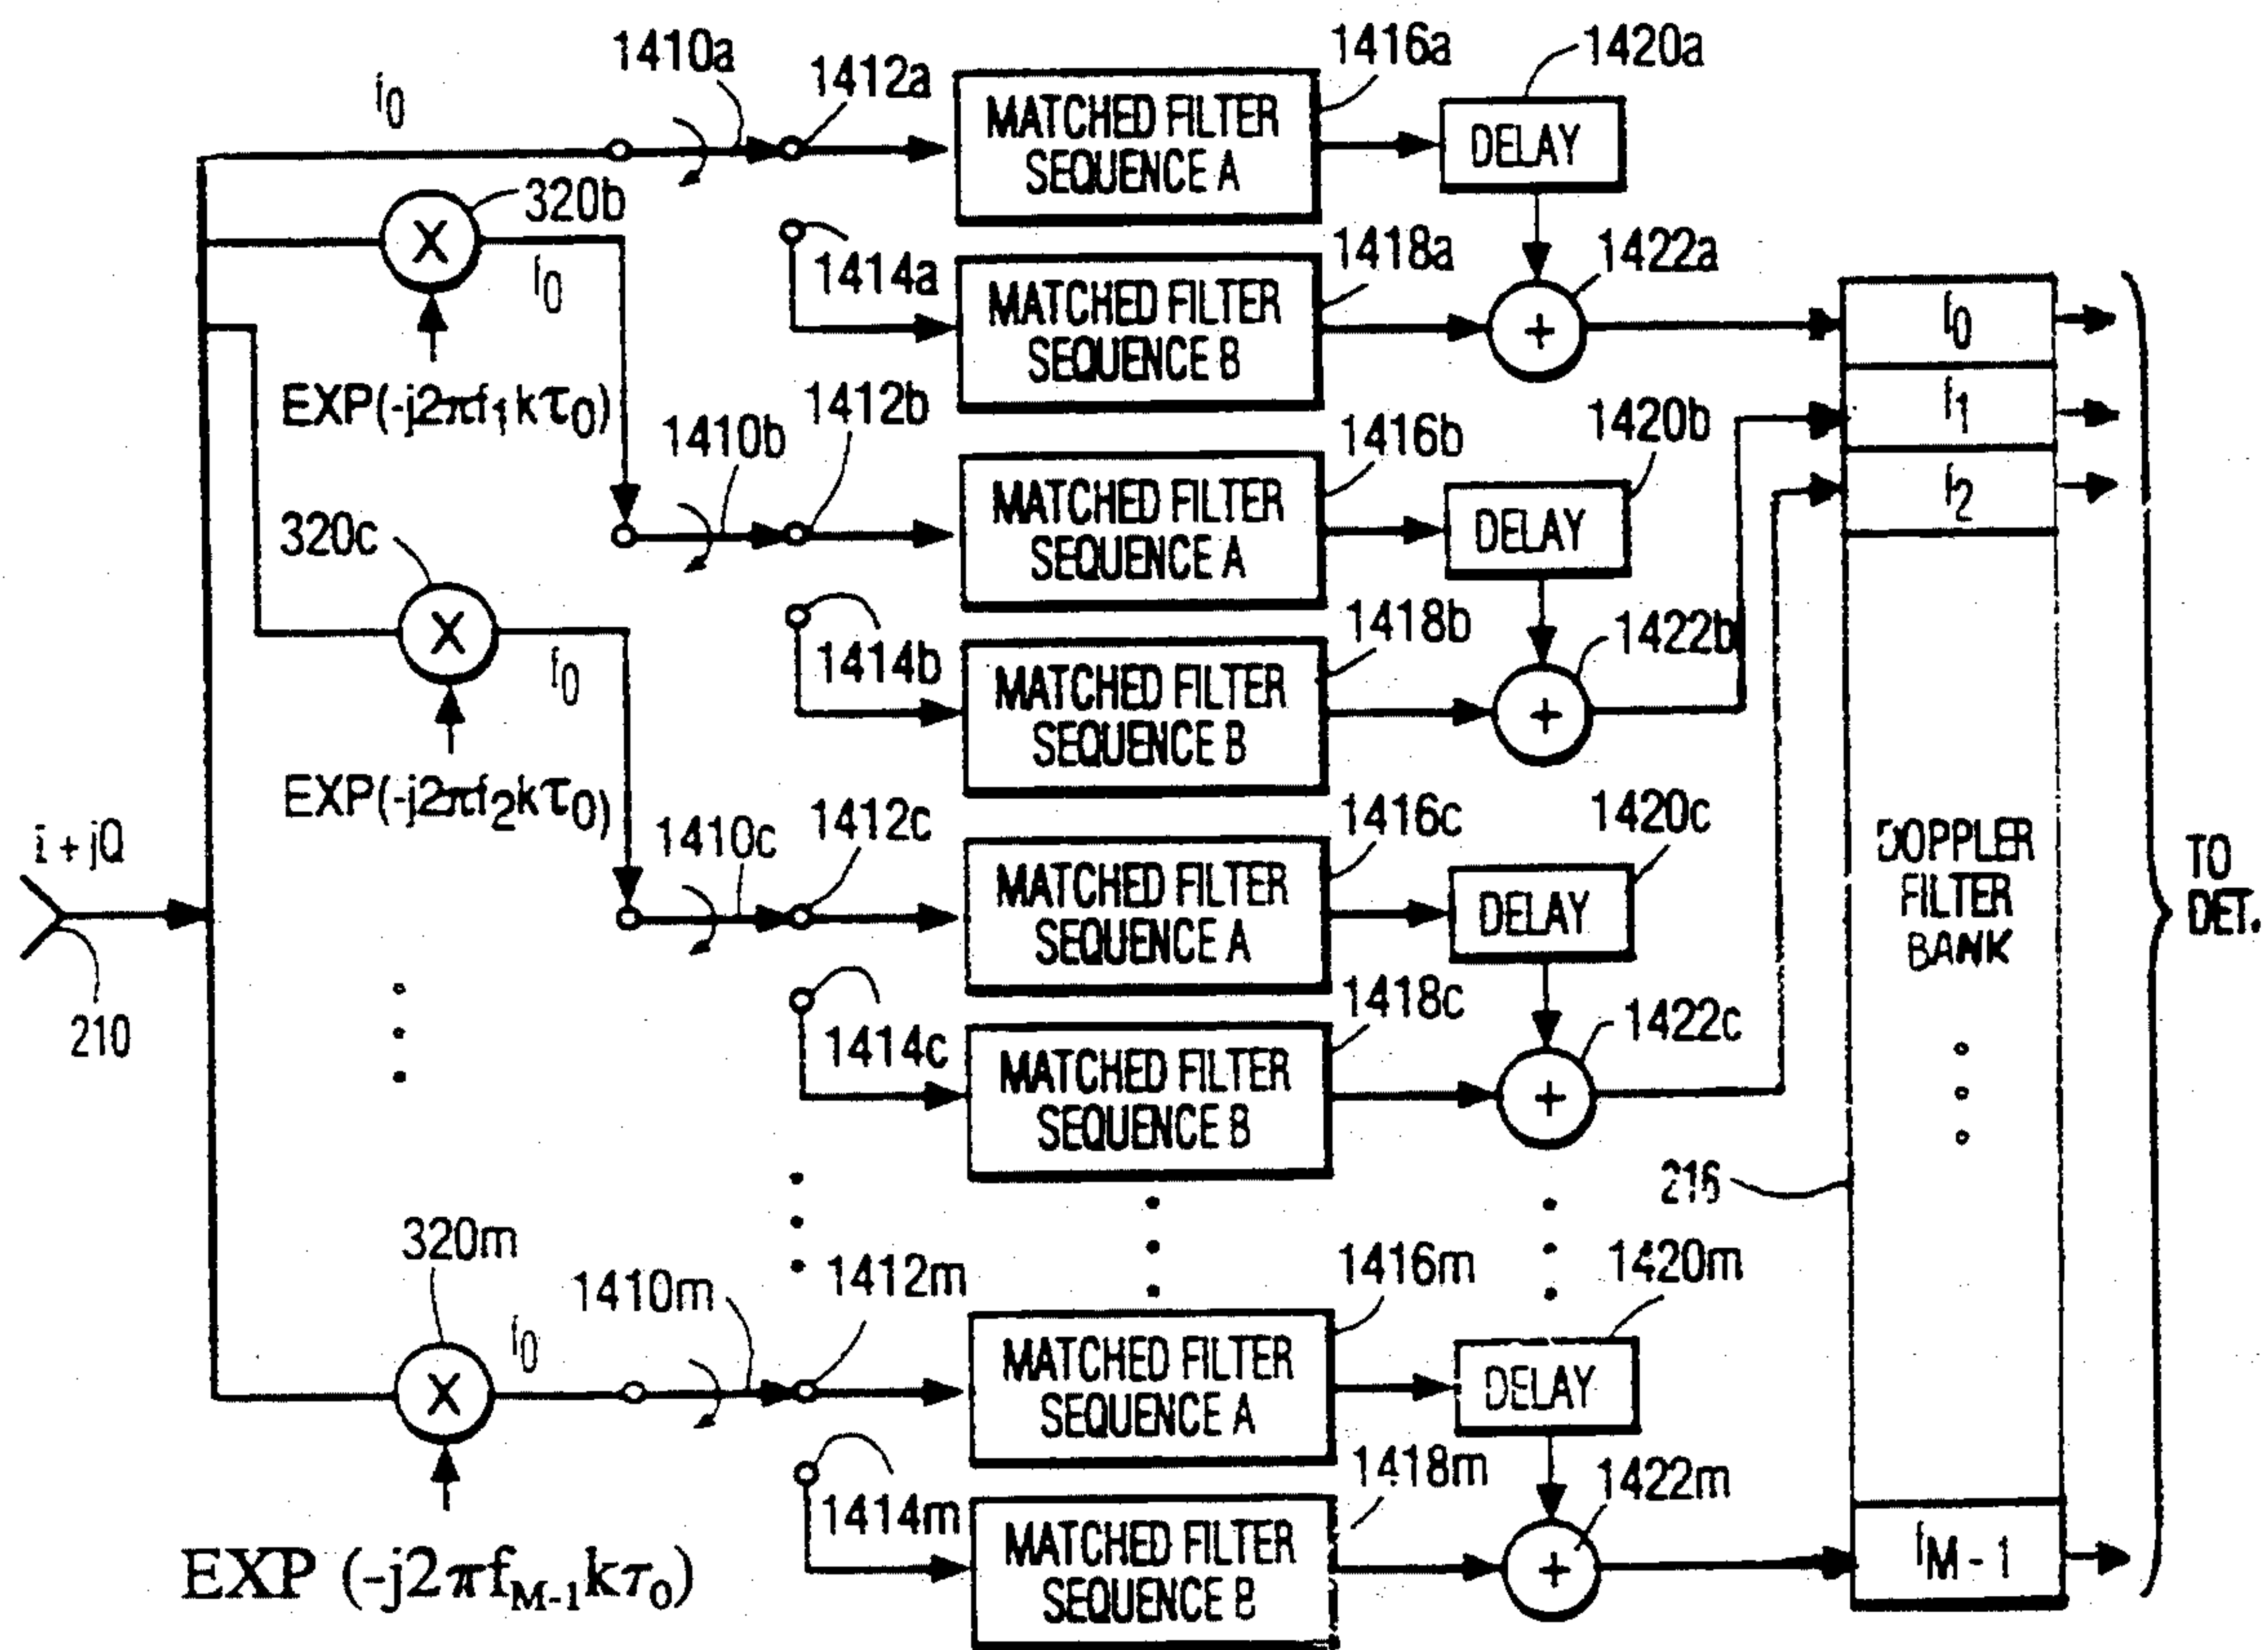 1410a
1412a
1416a
1420a
f0
MATCHED FILTER
SEQUENCE A
DELAY
320b
X
f0
EXP(-j2πf1kτ0)
1414a
MATCHED FILTER
SEQUENCE B
1418a
1422a
+
f0
f1
f2
1410b
1412b
MATCHED FILTER
SEQUENCE A
1416b
1420b
DELAY
320c
X
f0
EXP(-j2πf2kτ0)
1414b
MATCHED FILTER
SEQUENCE B
1418b
1422b
+
I + jQ
210
1410c
1412c
MATCHED FILTER
SEQUENCE A
1416c
1420c
DELAY
DOPPLER
FILTER
BANK
TO
DET.
1414c
MATCHED FILTER
SEQUENCE B
1418c
1422c
+
216
320m
X
f0
EXP (-j2πfM-1kτ0)
1410m
1412m
MATCHED FILTER
SEQUENCE A
1416m
1420m
DELAY
1414m
MATCHED FILTER
SEQUENCE B
1418m
1422m
+
fM-1